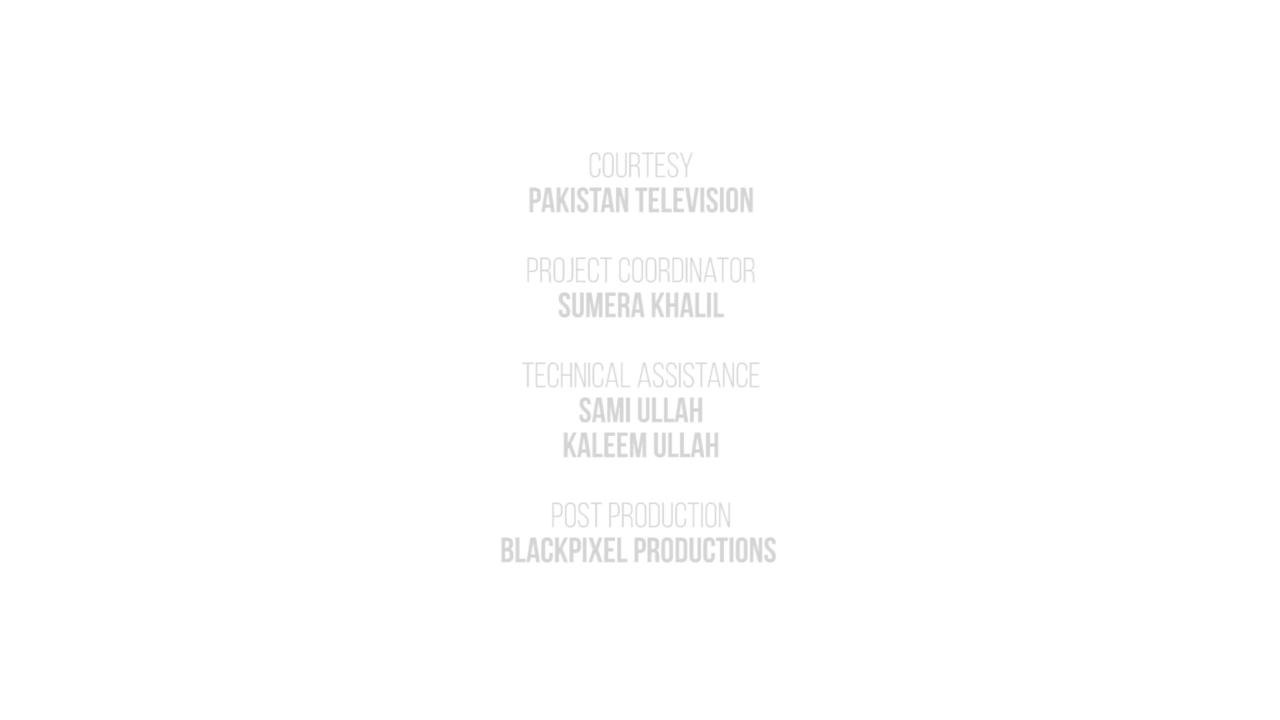 COURTESY
PAKISTAN TELEVISION
PROJECT COORDINATOR
SUMERA KHALIL
TECHNICAL ASSISTANCE
SAMI ULLAH
KALEEM ULLAH
POST PRODUCTION
BLACKPIXEL PRODUCTIONS